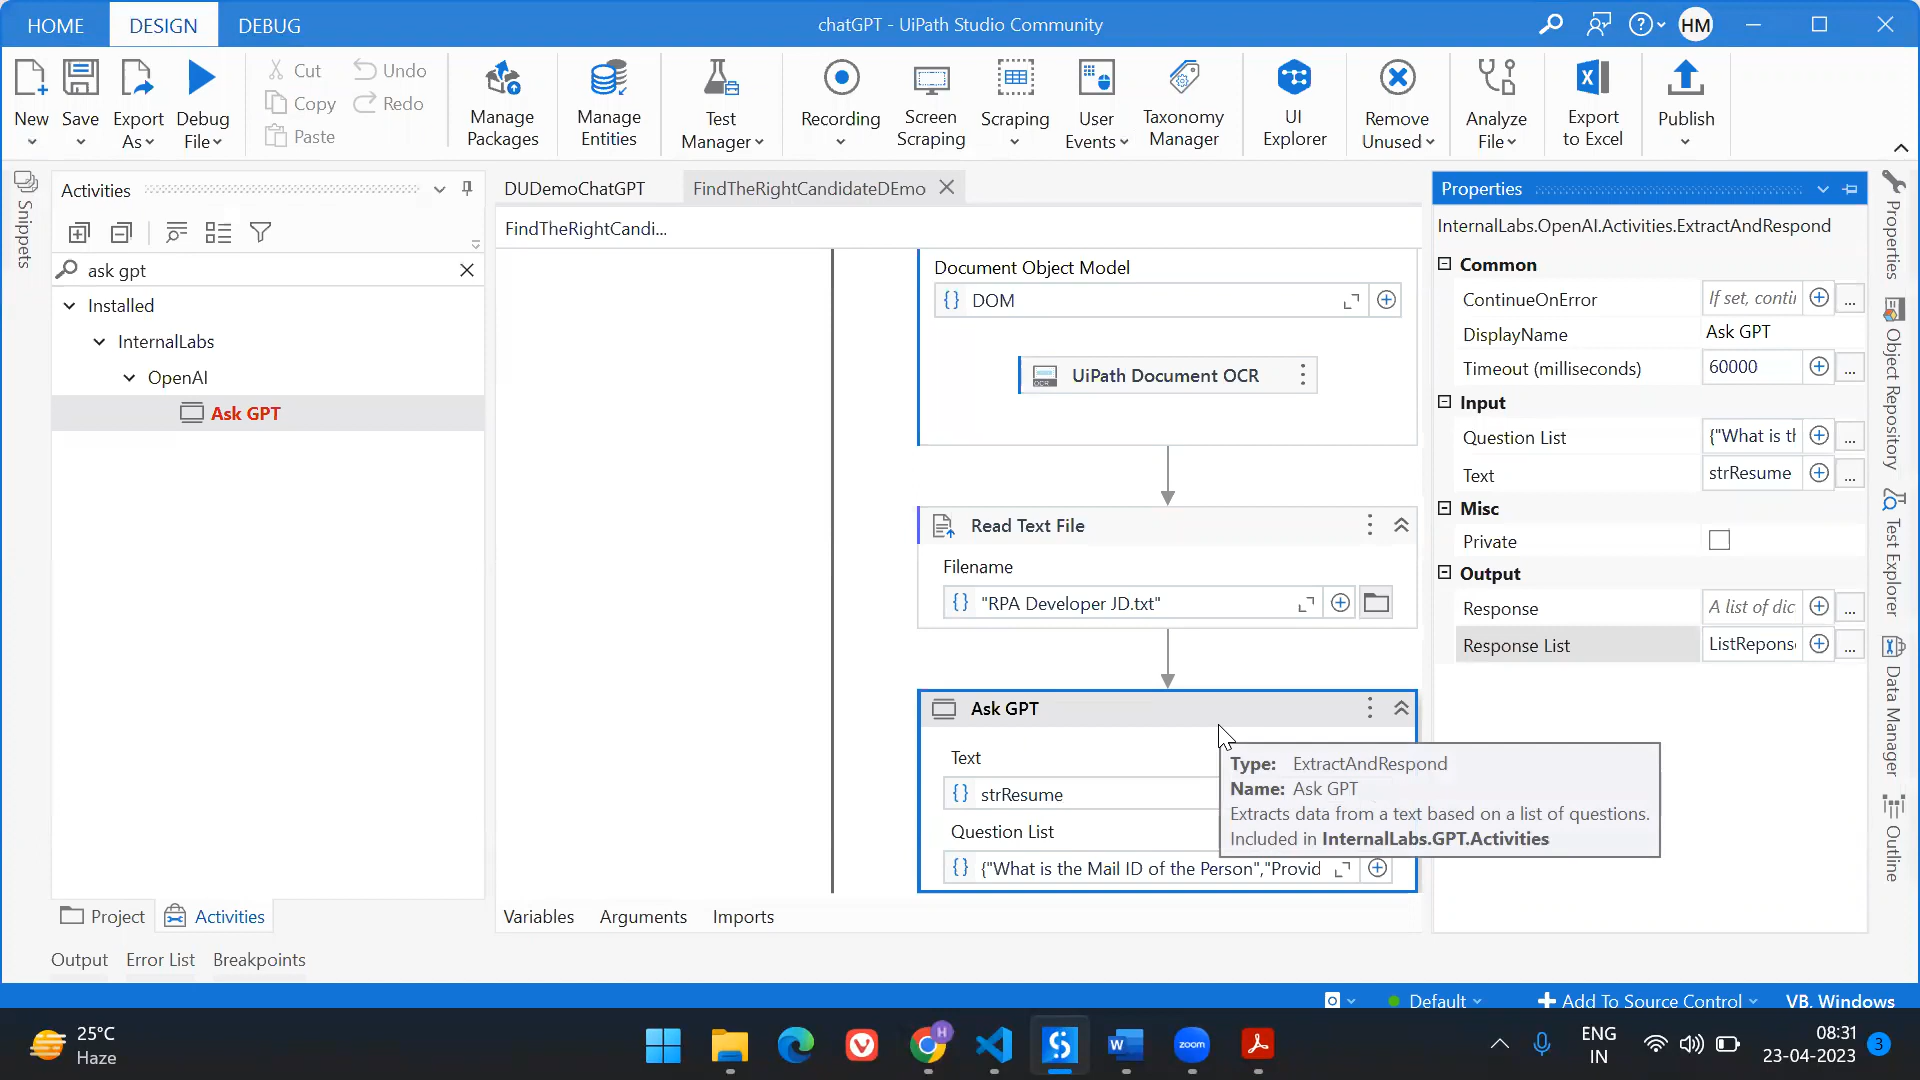 HOME DESIGN DEBUG chatGPT - UiPath Studio Community HM
New Save Export As Debug File
Cut Copy Paste Undo Redo
Manage Packages
Manage Entities
Test Manager
Recording
Screen Scraping
Scraping
User Events
Taxonomy Manager
UI Explorer
Remove Unused
Analyze File
Export to Excel
Publish
Snippets
Activities
ask gpt
Installed
InternalLabs
OpenAI
Ask GPT
Project Activities
Output Error List Breakpoints
DUDemoChatGPT FindTheRightCandidateDEmo
FindTheRightCandi...
Document Object Model
{} DOM
OCR UiPath Document OCR
Read Text File
Filename
{} "RPA Developer JD.txt"
Ask GPT
Text
{} strResume
Question List
{} {"What is the Mail ID of the Person","Provid
Type: ExtractAndRespond
Name: Ask GPT
Extracts data from a text based on a list of questions.
Included in InternalLabs.GPT.Activities
Variables Arguments Imports
Properties
InternalLabs.OpenAI.Activities.ExtractAndRespond
Common
ContinueOnError If set, conti ...
DisplayName Ask GPT
Timeout (milliseconds) 60000 ...
Input
Question List {"What is th ...
Text strResume ...
Misc
Private
Output
Response A list of dic ...
Response List ListRepons ...
Properties
Object Repository
Test Explorer
Data Manager
Outline
Default Add To Source Control VB. Windows
25°C
Haze
H
W
zoom
ENG
IN
08:31
23-04-2023
3